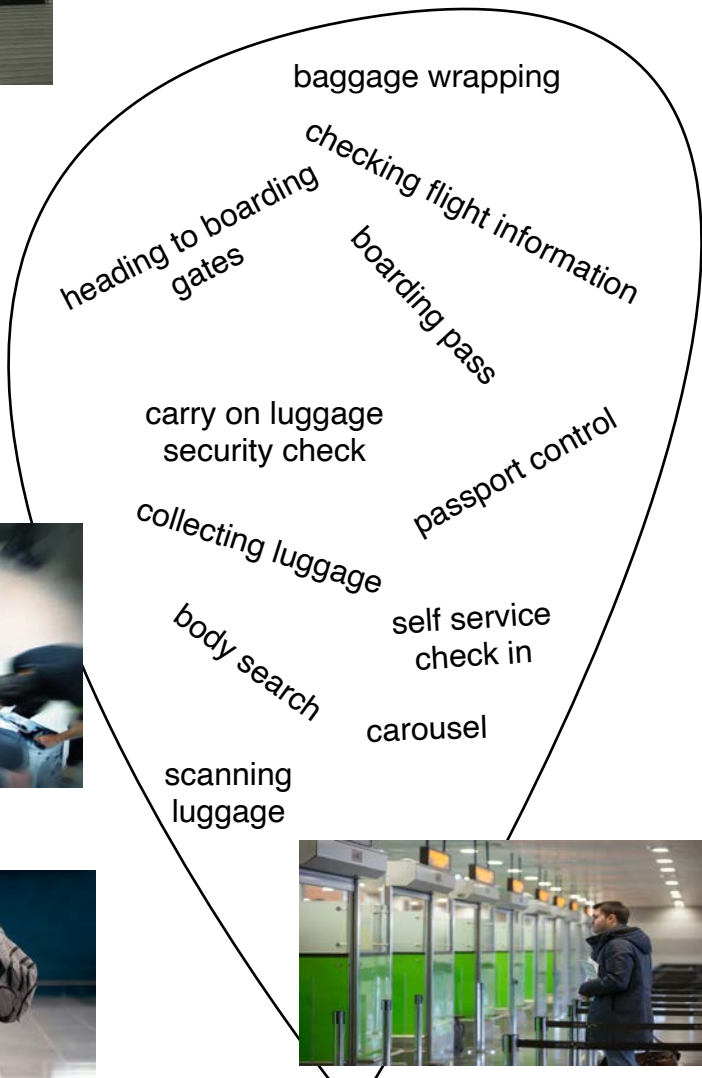 baggage wrapping
checking flight information
heading to boarding
gates
boarding pass
carry on luggage
security check
passport control
collecting luggage
self service
check in
body search
carousel
scanning
luggage